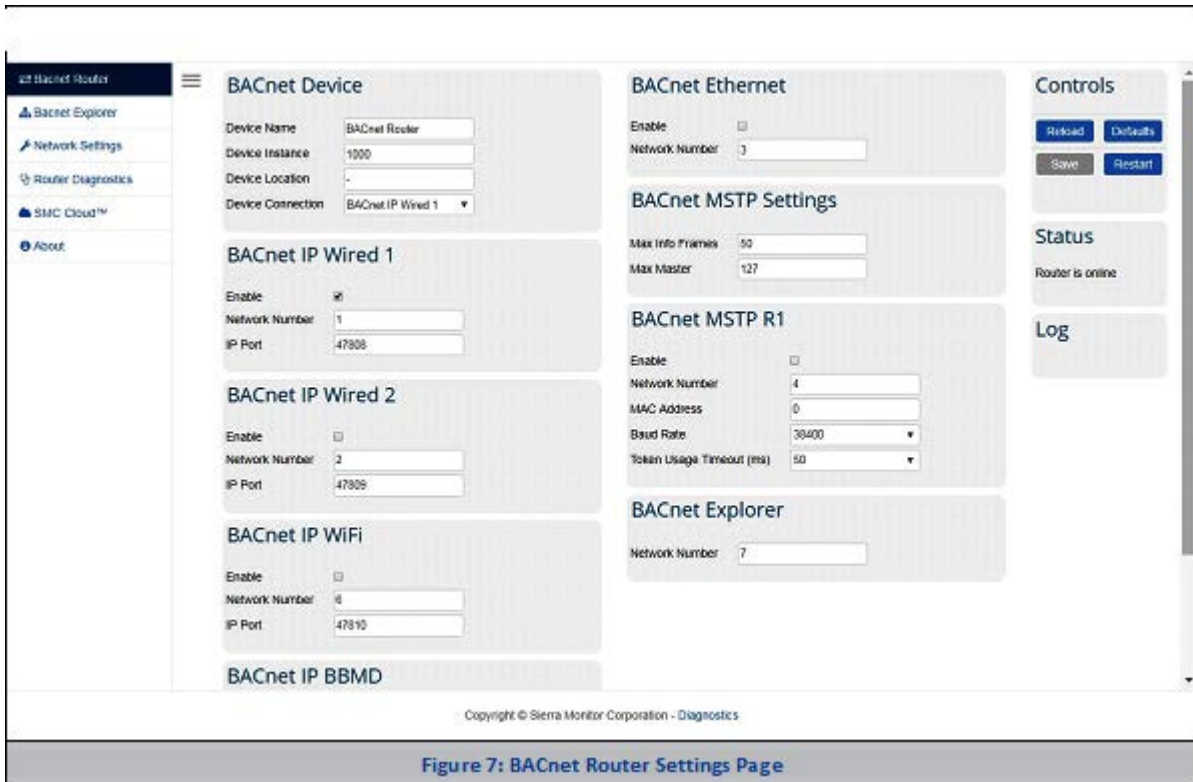 Bacnet Router
Bacnet Explorer
Network Settings
Router Diagnostics
SMC Cloud™
About
BACnet Device
Device Name BACnet Router
Device Instance 1000
Device Location -
Device Connection BACnet IP Wired 1
BACnet IP Wired 1
Enable
Network Number 1
IP Port 47808
BACnet IP Wired 2
Enable
Network Number 2
IP Port 47809
BACnet IP WiFi
Enable
Network Number 6
IP Port 47810
BACnet IP BBMD
BACnet Ethernet
Enable
Network Number 3
BACnet MSTP Settings
Max Info Frames 50
Max Master 127
BACnet MSTP R1
Enable
Network Number 4
MAC Address 0
Baud Rate 38400
Token Usage Timeout (ms) 50
BACnet Explorer
Network Number 7
Controls
Reload Defaults
Save Restart
Status
Router is online
Log
Copyright © Sierra Monitor Corporation - Diagnostics
Figure 7: BACnet Router Settings Page